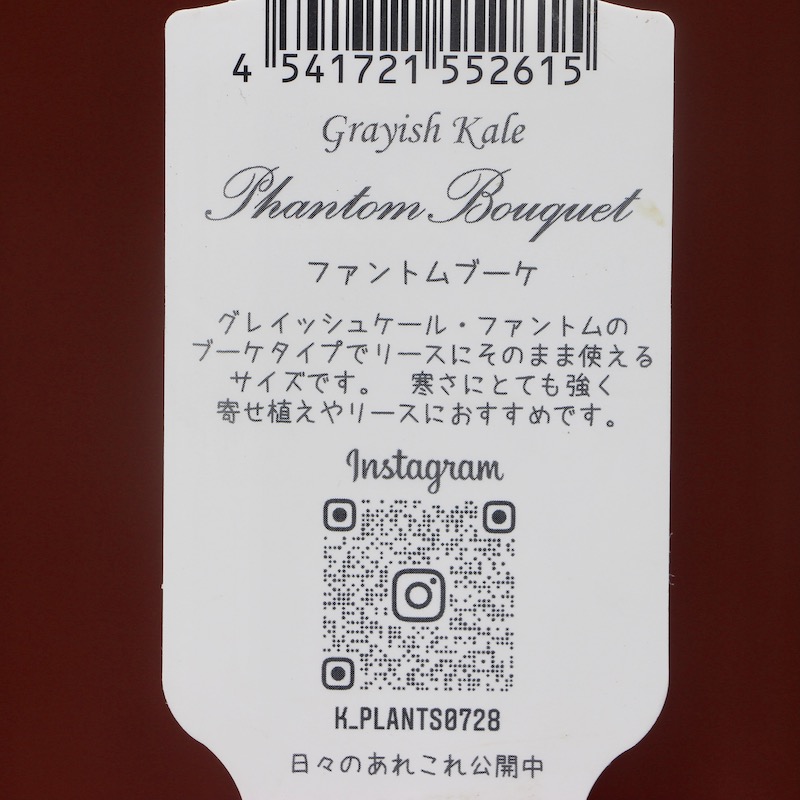 4 541721 552615
Grayish Kale
Phantom Bouquet
ファントムブーケ
グレイッシュケール・ファントムの
ブーケタイプでリースにそのまま使える
サイズです。 寒さにとても強く
寄せ植えやリースにおすすめです。
Instagram
K_PLANTS0728
日々のあれこれ公開中